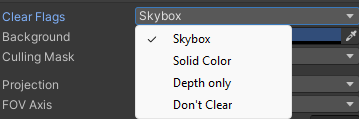 Clear Flags Skybox
Background
Skybox
Culling Mask
Solid Color
Projection
Depth only
FOV Axis
Don't Clear